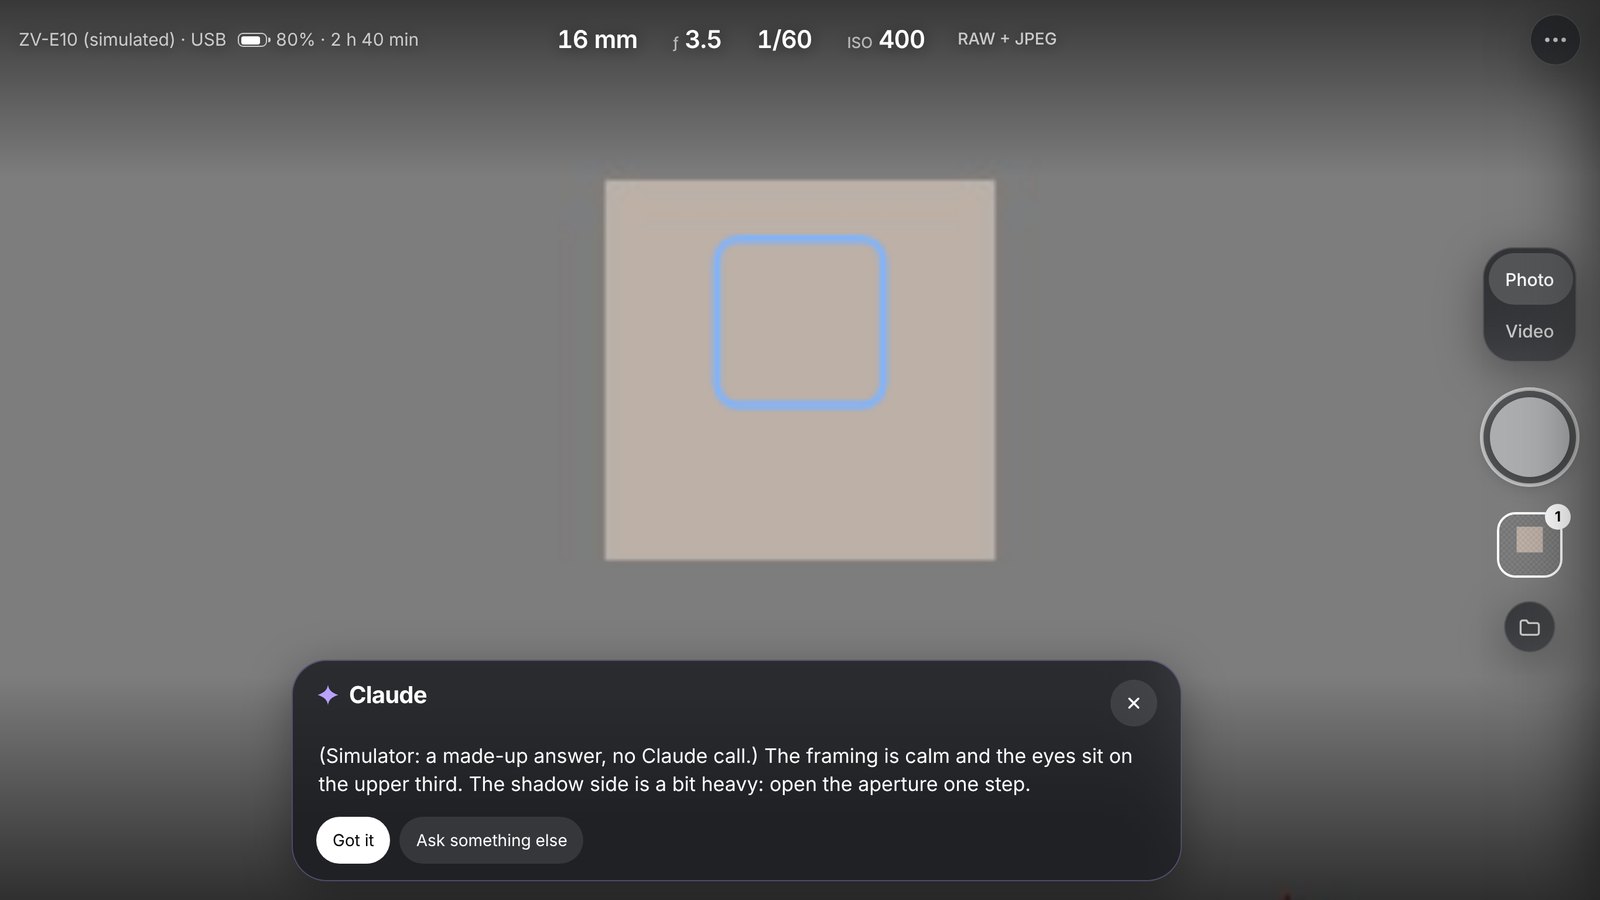 ZV-E10 (simulated) · USB 80% · 2 h 40 min
16 mm ƒ 3.5 1/60 ISO 400 RAW + JPEG
Photo
Video
1
Claude
(Simulator: a made-up answer, no Claude call.) The framing is calm and the eyes sit on
the upper third. The shadow side is a bit heavy: open the aperture one step.
Got it Ask something else